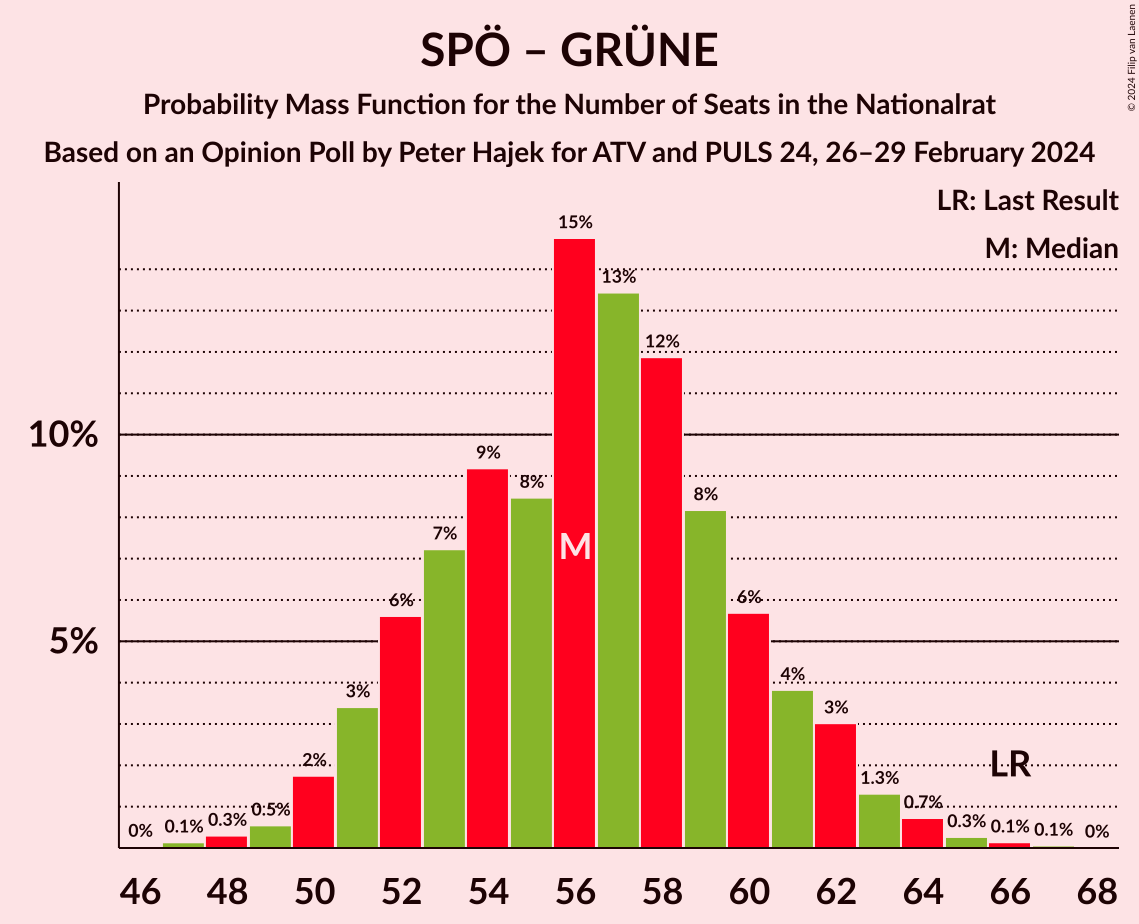 SPÖ – GRÜNE
Probability Mass Function for the Number of Seats in the Nationalrat
Based on an Opinion Poll by Peter Hajek for ATV and PULS 24, 26–29 February 2024
© 2024 Filip van Laenen
LR: Last Result
M: Median
10%
5%
0%
0.1%
0.3%
0.5%
2%
3%
6%
7%
9%
8%
15%
13%
12%
8%
6%
4%
3%
1.3%
0.7%
0.3%
0.1%
0.1%
0%
M
LR
46 48 50 52 54 56 58 60 62 64 66 68